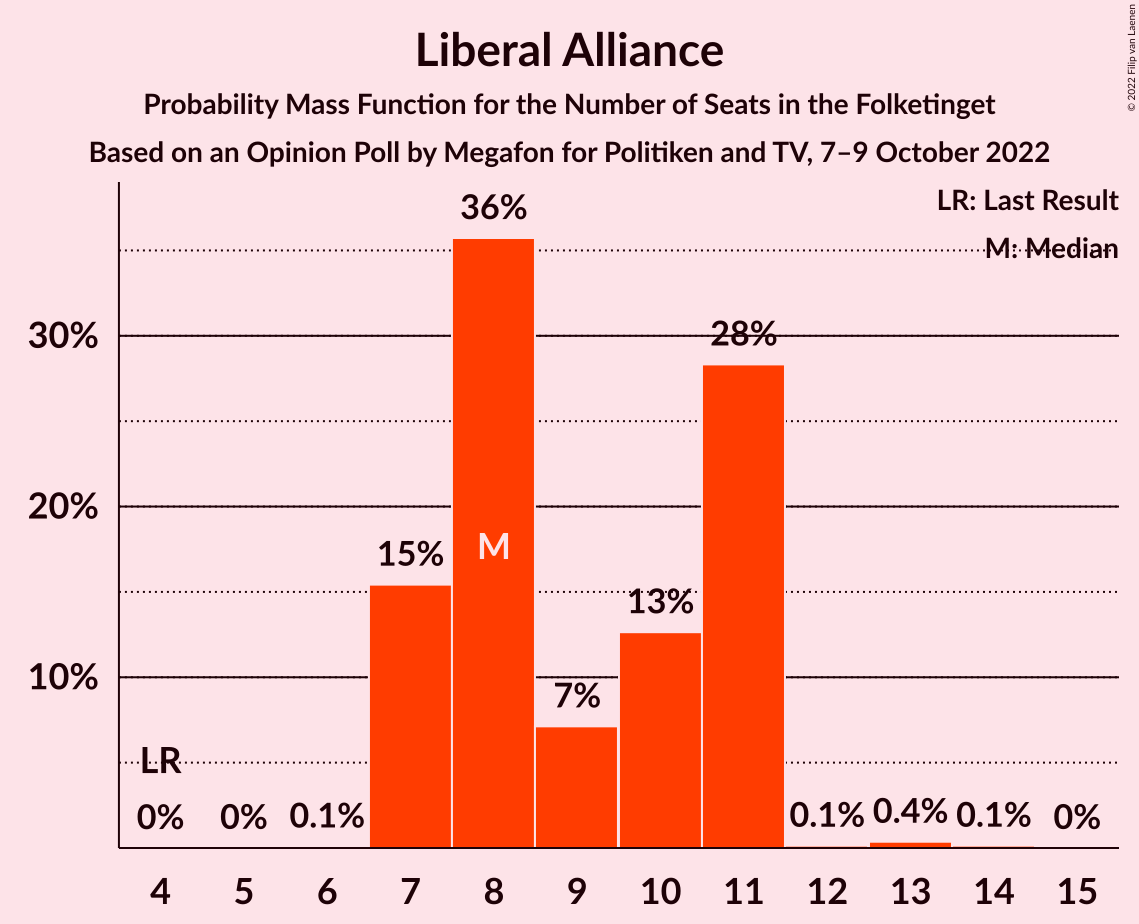 Liberal Alliance
Probability Mass Function for the Number of Seats in the Folketinget
Based on an Opinion Poll by Megafon for Politiken and TV, 7–9 October 2022
© 2022 Filip van Laenen
LR: Last Result
M: Median
36%
30%
28%
20%
15%
M
13%
10%
7%
LR
0% 0% 0.1% 0.1% 0.4% 0.1% 0%
4 5 6 7 8 9 10 11 12 13 14 15